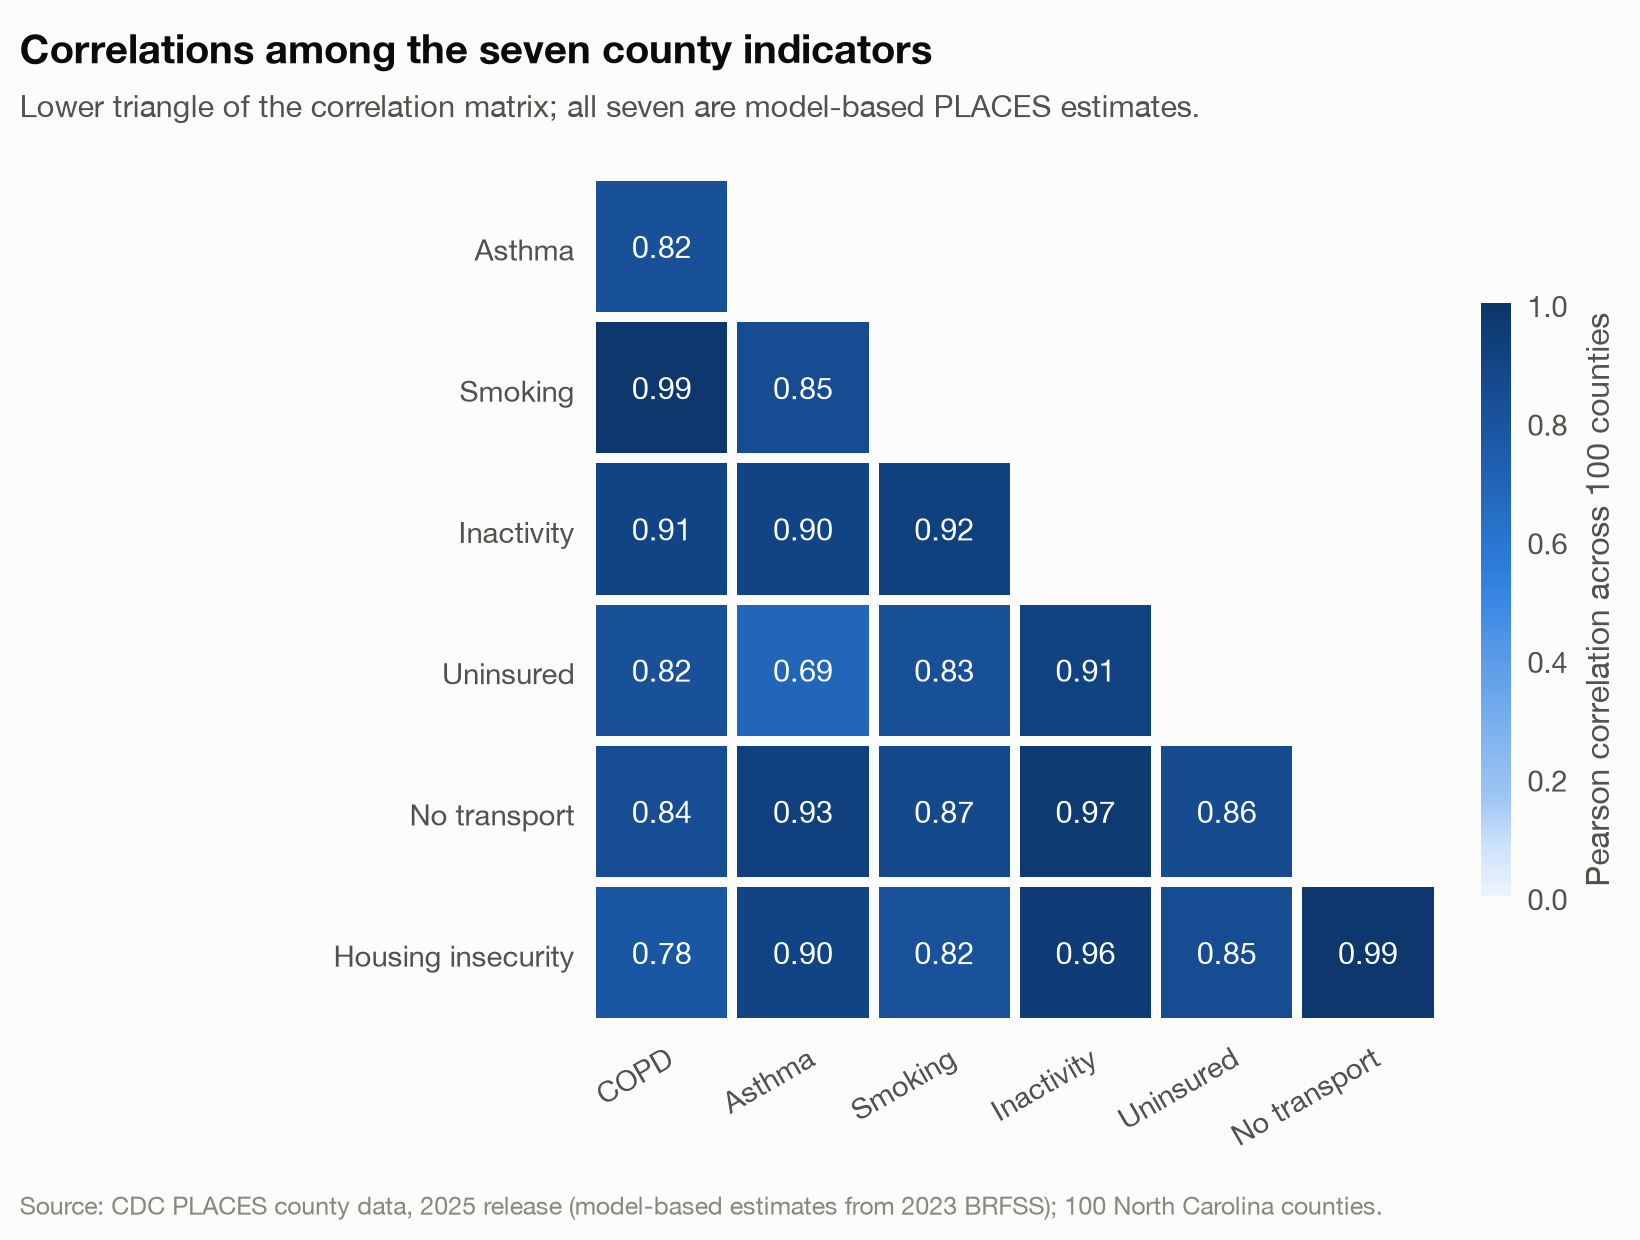 Correlations among the seven county indicators
Lower triangle of the correlation matrix; all seven are model-based PLACES estimates.
Asthma 0.82
Smoking 0.99 0.85
Inactivity 0.91 0.90 0.92
Uninsured 0.82 0.69 0.83 0.91
No transport 0.84 0.93 0.87 0.97 0.86
Housing insecurity 0.78 0.90 0.82 0.96 0.85 0.99
COPD Asthma Smoking Inactivity Uninsured No transport
1.0
0.8
0.6
0.4
0.2
0.0
Pearson correlation across 100 counties
Source: CDC PLACES county data, 2025 release (model-based estimates from 2023 BRFSS); 100 North Carolina counties.